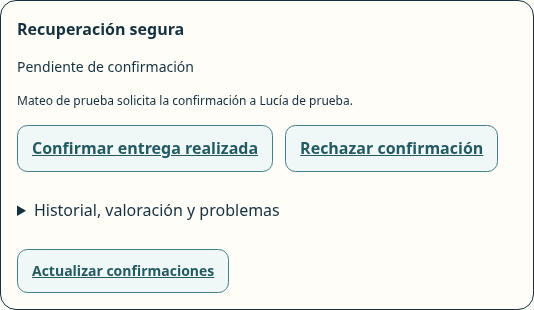 Recuperación segura
Pendiente de confirmación
Mateo de prueba solicita la confirmación a Lucía de prueba.
Confirmar entrega realizada
Rechazar confirmación
Historial, valoración y problemas
Actualizar confirmaciones